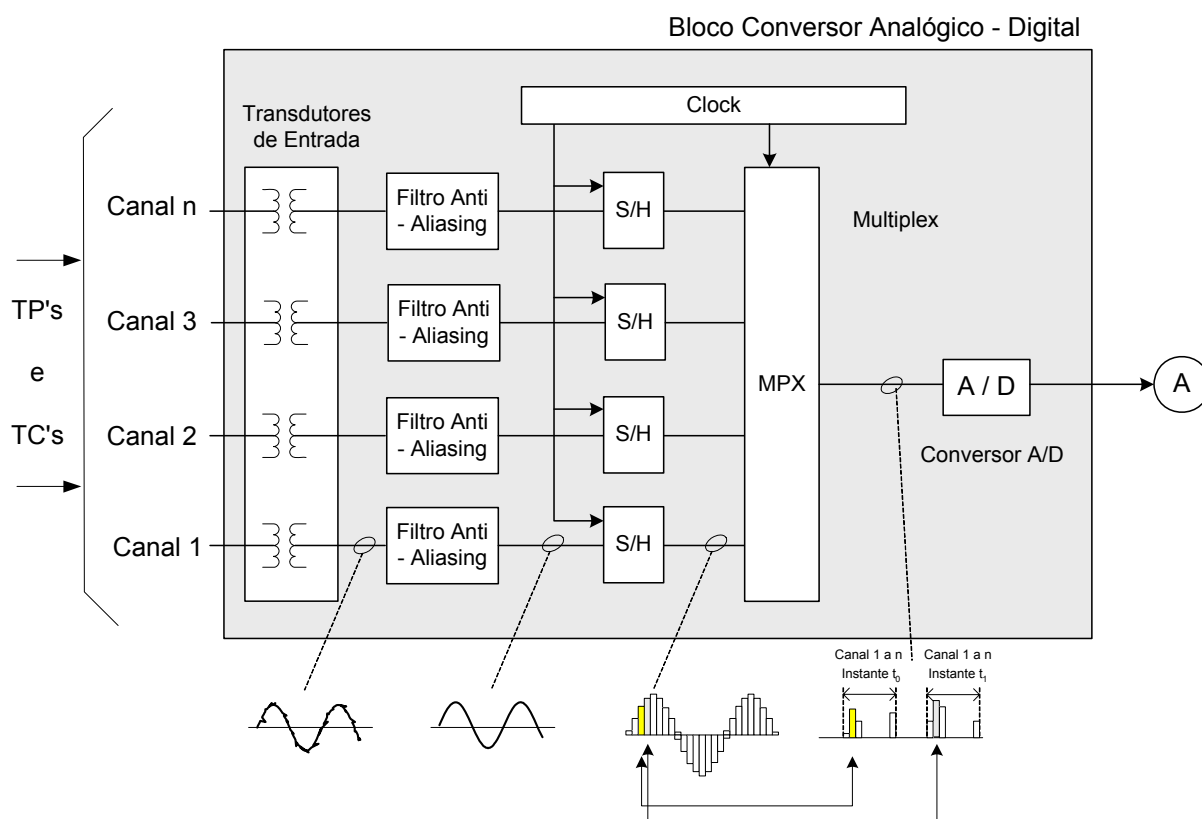 Bloco Conversor Analógico - Digital
Clock
Transdutores
de Entrada
Canal n
Filtro Anti
- Aliasing
S/H
Multiplex
TP's
e
TC's
Canal 3
Filtro Anti
- Aliasing
S/H
MPX
A / D
A
Canal 2
Filtro Anti
- Aliasing
S/H
Conversor A/D
Canal 1
Filtro Anti
- Aliasing
S/H
Canal 1 a n
Instante t0
Canal 1 a n
Instante t1